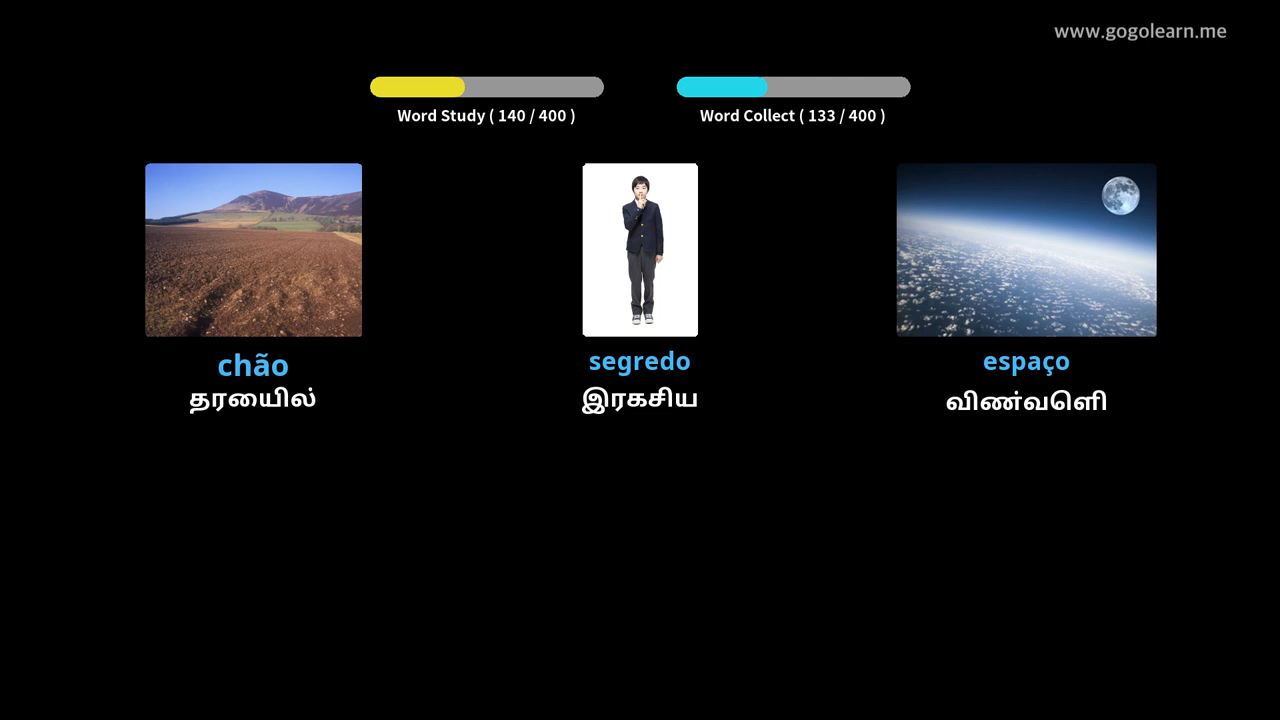 www.gogolearn.me
Word Study ( 140 / 400 )
Word Collect ( 133 / 400 )
chão
தரையில்
segredo
இரகசிய
espaço
விண்வெளி